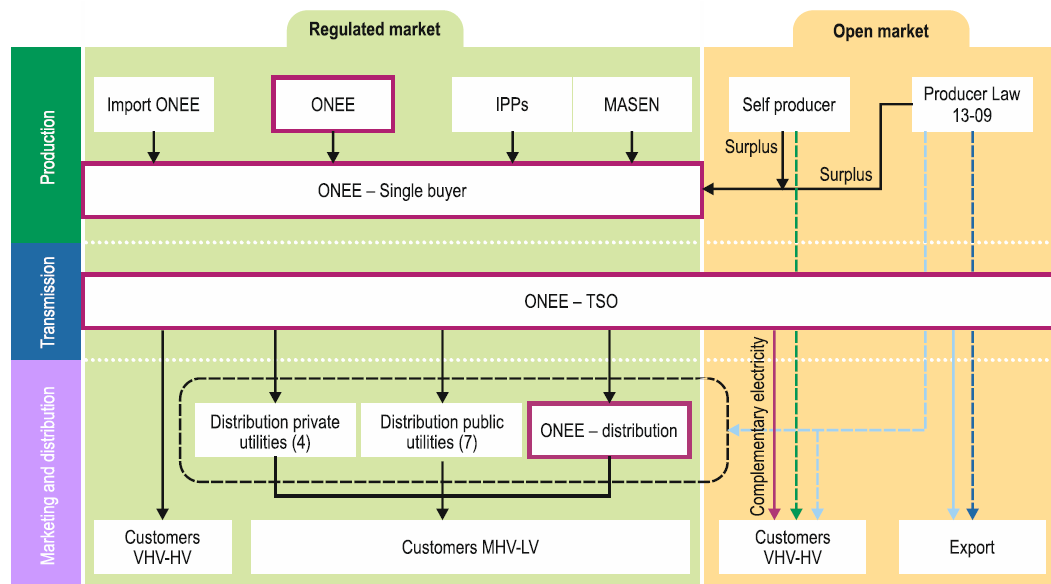 Regulated market
Open market
Production
Import ONEE
ONEE
IPPs
MASEN
Self producer
Producer Law
13-09
Surplus
Surplus
ONEE – Single buyer
Transmission
ONEE – TSO
Marketing and distribution
Distribution private
utilities (4)
Distribution public
utilities (7)
ONEE – distribution
Complementary electricity
Customers
VHV-HV
Customers MHV-LV
Customers
VHV-HV
Export